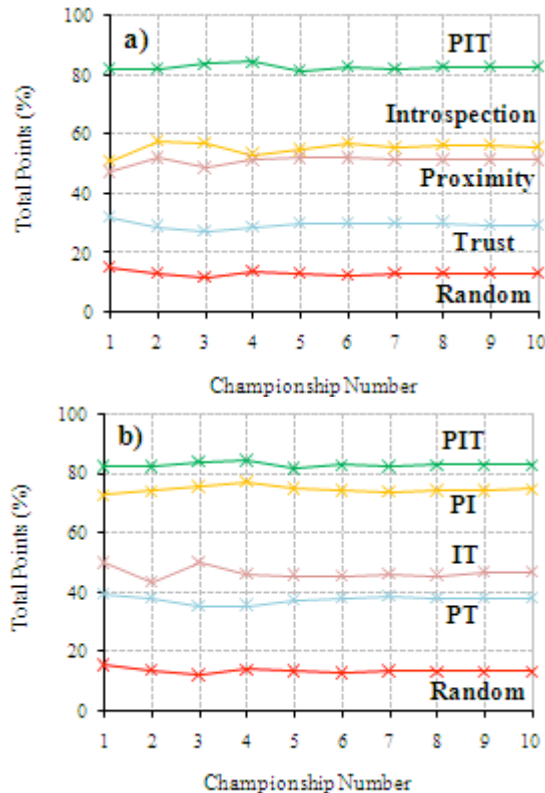 a)
PIT
Introspection
Proximity
Trust
Random
Total Points (%)
100
80
60
40
20
0
1 2 3 4 5 6 7 8 9 10
Championship Number
b)
PIT
PI
IT
PT
Random
Total Points (%)
100
80
60
40
20
0
1 2 3 4 5 6 7 8 9 10
Championship Number